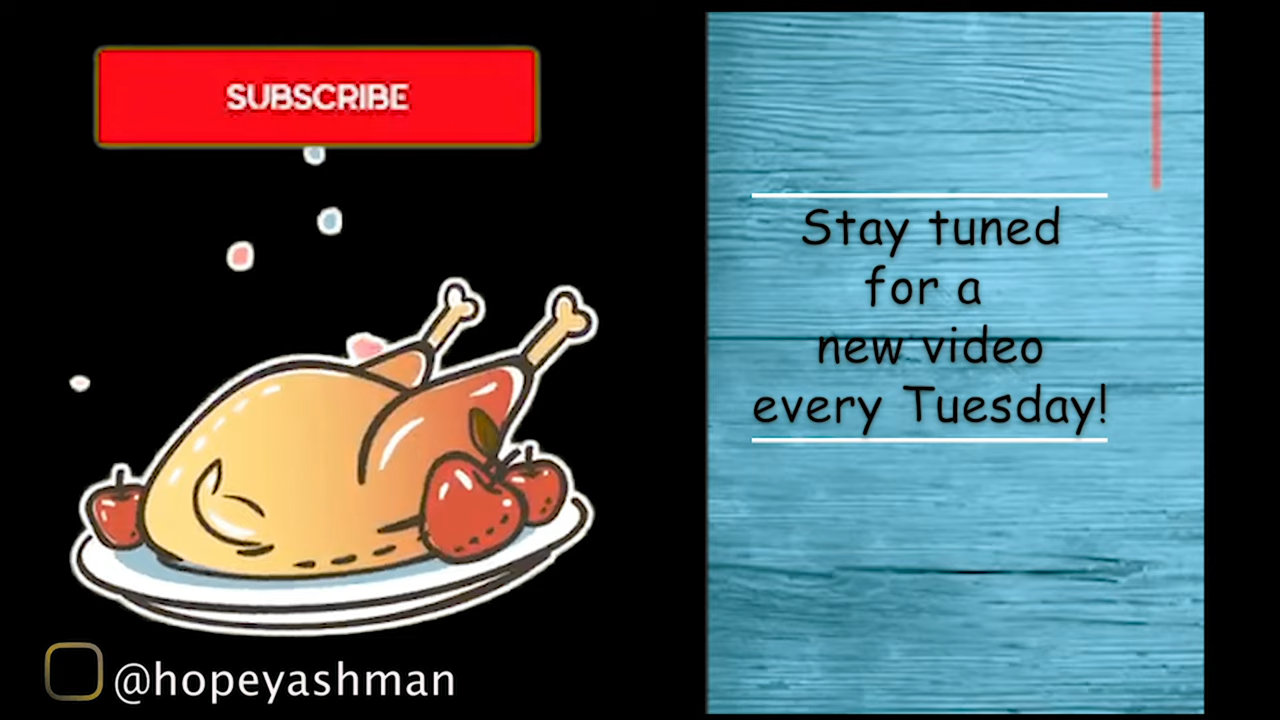 SUBSCRIBE
@hopeyashman
Stay tuned
for a
new video
every Tuesday!